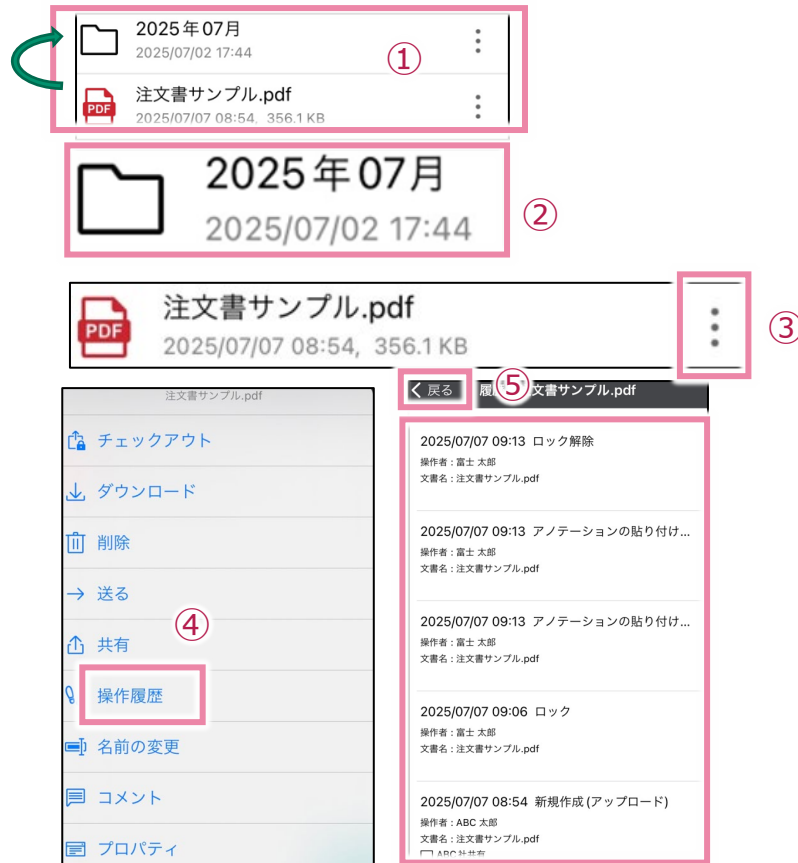 2025年07月
2025/07/02 17:44
①
注文書サンプル.pdf
PDF
2025/07/07 08:54, 356.1 KB
2025年07月
2025/07/02 17:44
②
注文書サンプル.pdf
PDF
2025/07/07 08:54, 356.1 KB
③
注文書サンプル.pdf
チェックアウト
ダウンロード
削除
送る
④
共有
操作履歴
名前の変更
コメント
プロパティ
戻る
⑤
履 文書サンプル.pdf
2025/07/07 09:13 ロック解除
操作者 : 富士 太郎
文書名 : 注文書サンプル.pdf
2025/07/07 09:13 アノテーションの貼り付け...
操作者 : 富士 太郎
文書名 : 注文書サンプル.pdf
2025/07/07 09:13 アノテーションの貼り付け...
操作者 : 富士 太郎
文書名 : 注文書サンプル.pdf
2025/07/07 09:06 ロック
操作者 : 富士 太郎
文書名 : 注文書サンプル.pdf
2025/07/07 08:54 新規作成 (アップロード)
操作者 : ABC 太郎
文書名 : 注文書サンプル.pdf
ABC社共有